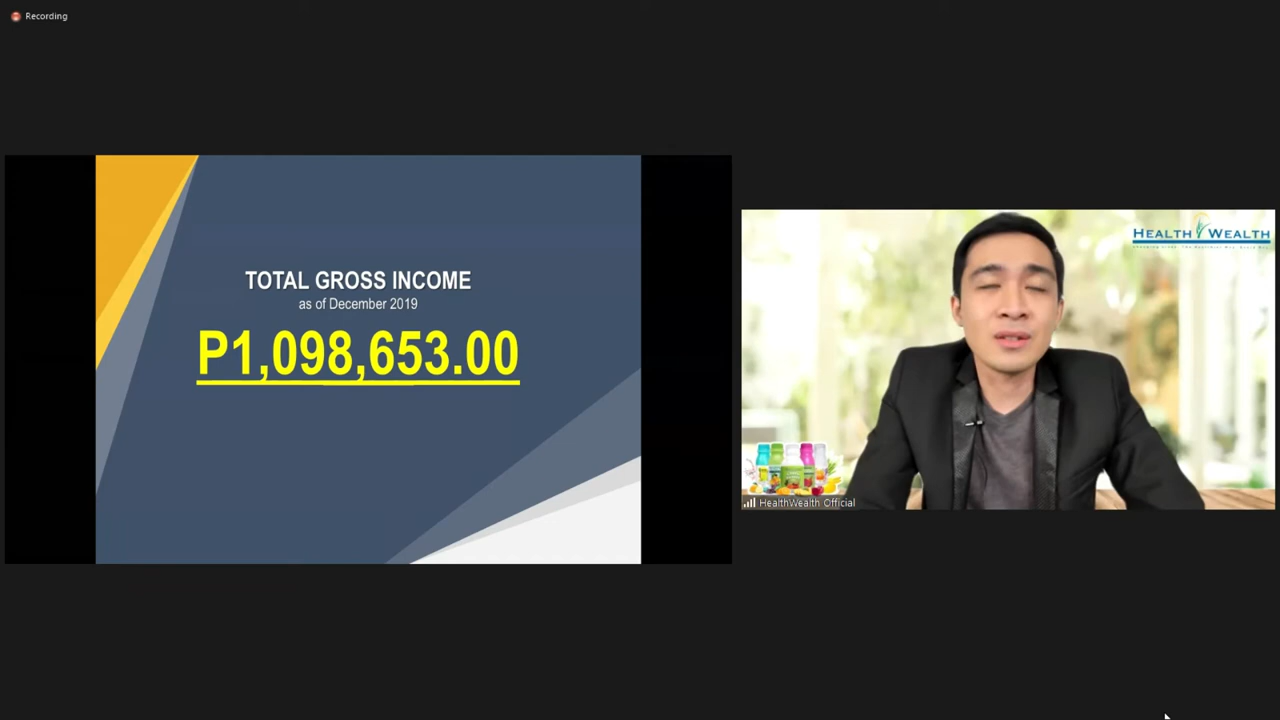 Recording
TOTAL GROSS INCOME
as of December 2019
P1,098,653.00
HEALTH WEALTH
HealthWealth Official